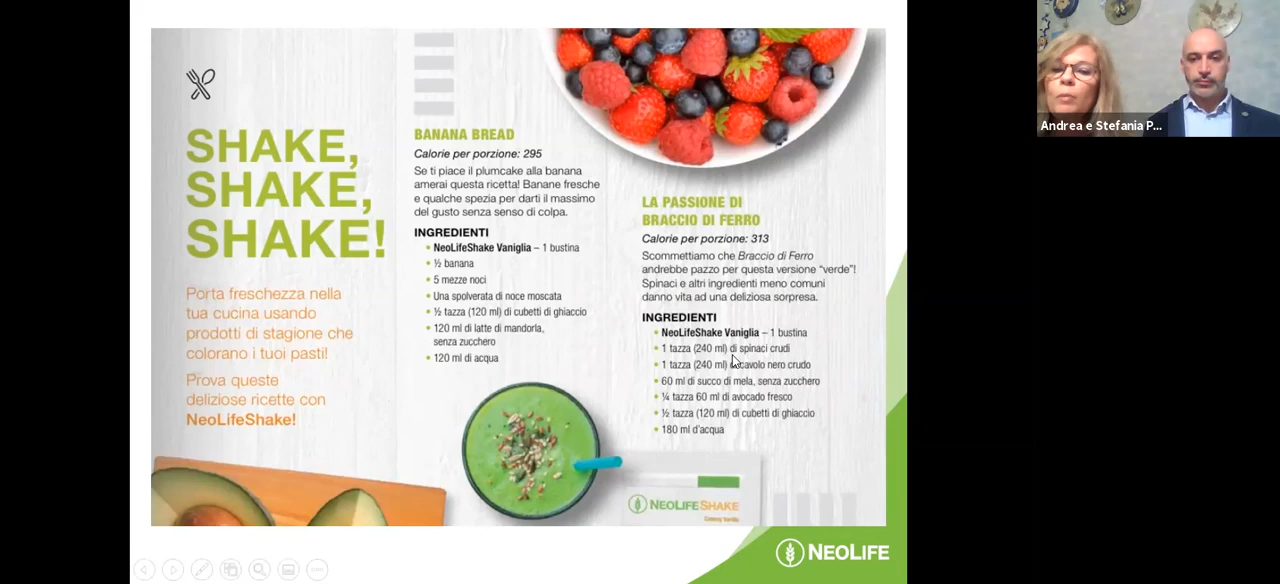 SHAKE,
SHAKE,
SHAKE!
Porta freschezza nella
tua cucina usando
prodotti di stagione che
colorano i tuoi pasti!
Prova queste
deliziose ricette con
NeoLifeShake!
BANANA BREAD
Calorie per porzione: 295
Se ti piace il plumcake alla banana
amerai questa ricetta! Banane fresche
e qualche spezia per darti il massimo
del gusto senza senso di colpa.
INGREDIENTI
• NeoLifeShake Vaniglia – 1 bustina
• ½ banana
• 5 mezze noci
• Una spolverata di noce moscata
• ½ tazza (120 ml) di cubetti di ghiaccio
• 120 ml di latte di mandorla,
senza zucchero
• 120 ml di acqua
LA PASSIONE DI
BRACCIO DI FERRO
Calorie per porzione: 313
Scommettiamo che Braccio di Ferro
andrebbe pazzo per questa versione “verde”!
Spinaci e altri ingredienti meno comuni
danno vita ad una deliziosa sorpresa.
INGREDIENTI
• NeoLifeShake Vaniglia – 1 bustina
• 1 tazza (240 ml) di spinaci crudi
• 1 tazza (240 ml) di cavolo nero crudo
• 60 ml di succo di mela, senza zucchero
• ¼ tazza 60 ml di avocado fresco
• ½ tazza (120 ml) di cubetti di ghiaccio
• 180 ml d'acqua
NEOLIFESHAKE
Creamy Vanilla
NEOLIFE
Andrea e Stefania P...